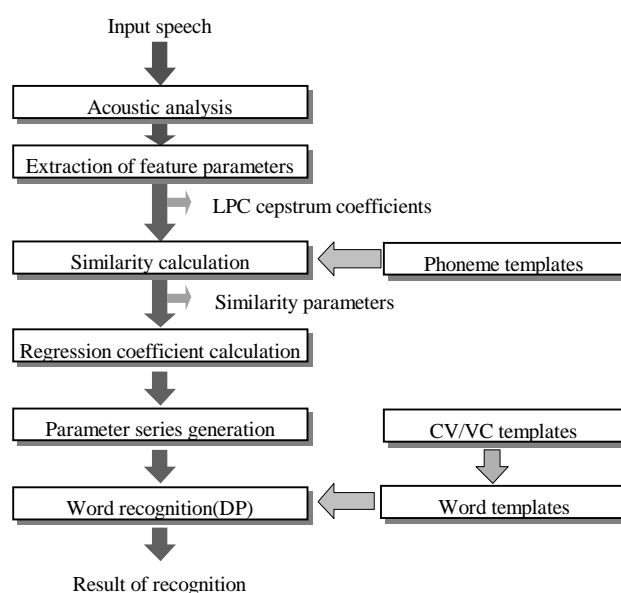 Input speech
Acoustic analysis
Extraction of feature parameters
LPC cepstrum coefficients
Similarity calculation
Phoneme templates
Similarity parameters
Regression coefficient calculation
Parameter series generation
CV/VC templates
Word recognition(DP)
Word templates
Result of recognition